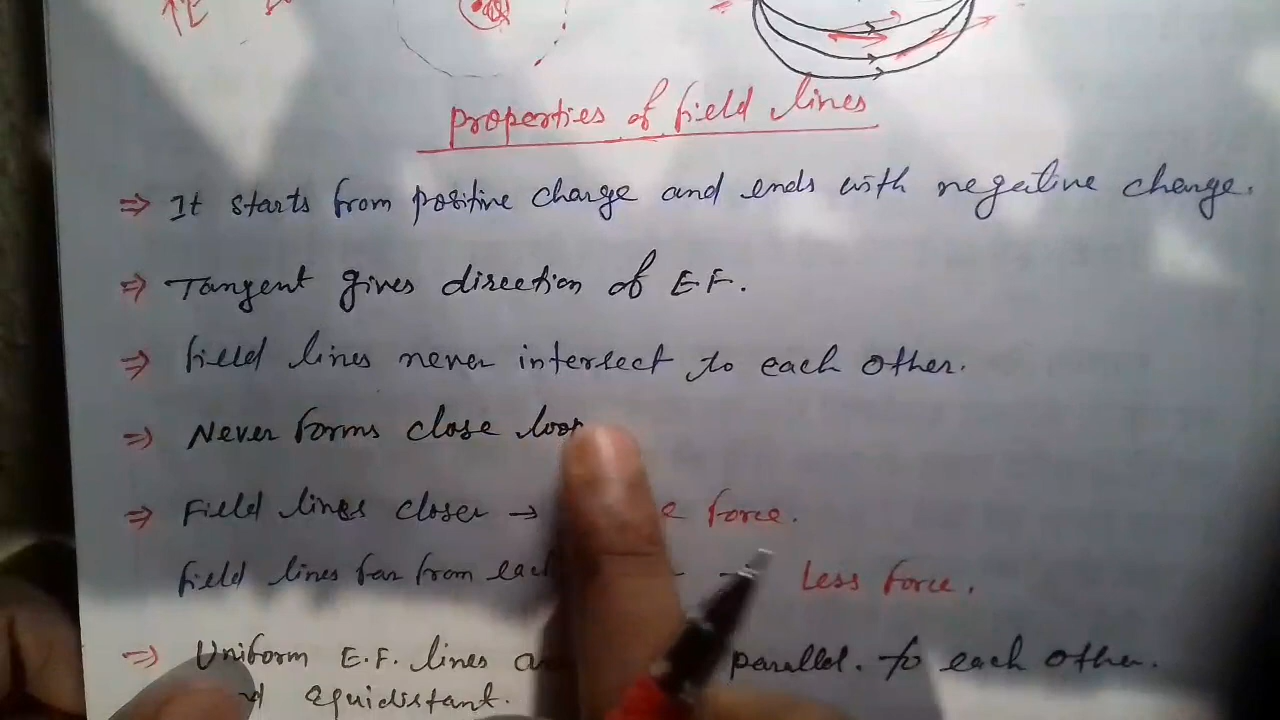 E
Properties of field lines
⇒ It starts from positive charge and ends with negative charge.
⇒ Tangent gives direction of E.F.
⇒ field lines never intersect to each other.
⇒ Never forms close loop
⇒ Field lines closer → force.
field lines far from each Less force.
⇒ Uniform E.F. lines parallel. to each other.
equidistant.